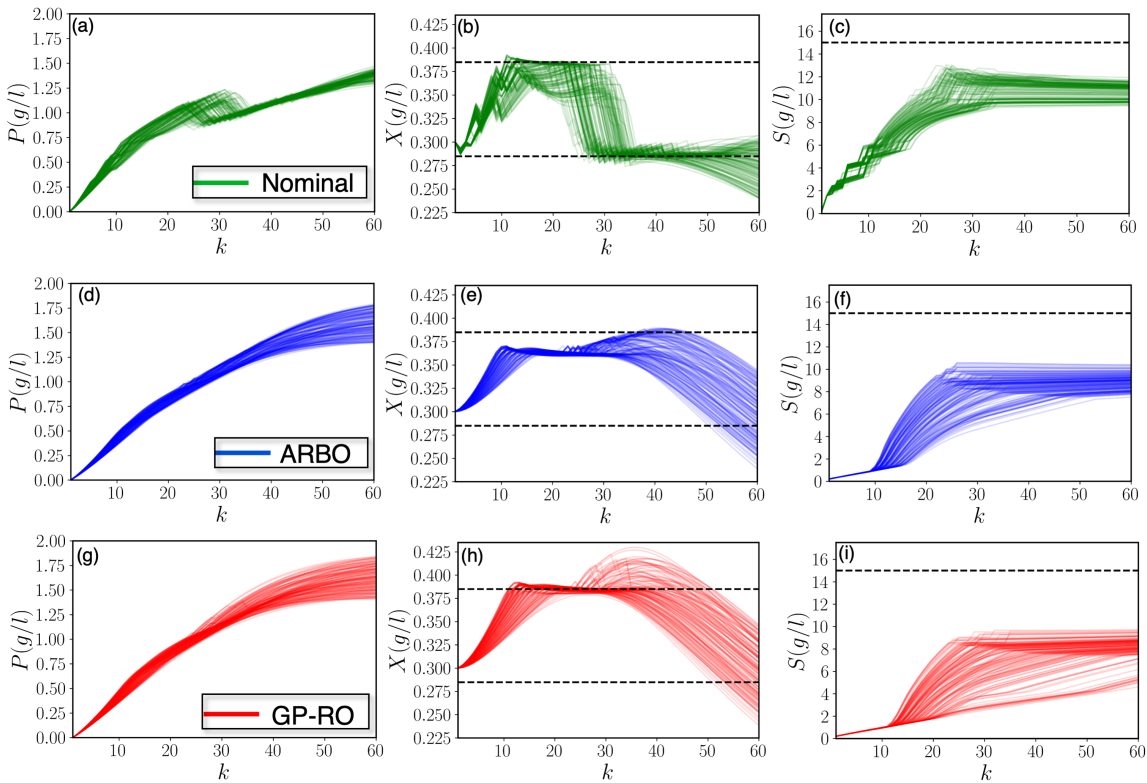 (a)
P(g/l)
2.00
1.75
1.50
1.25
1.00
0.75
0.50
0.25
0.00
10 20 30 40 50 60
k
Nominal
(b)
X(g/l)
0.425
0.400
0.375
0.350
0.325
0.300
0.275
0.250
0.225
10 20 30 40 50 60
k
(c)
S(g/l)
16
14
12
10
8
6
4
2
0
10 20 30 40 50 60
k
(d)
P(g/l)
2.00
1.75
1.50
1.25
1.00
0.75
0.50
0.25
0.00
10 20 30 40 50 60
k
ARBO
(e)
X(g/l)
0.425
0.400
0.375
0.350
0.325
0.300
0.275
0.250
0.225
10 20 30 40 50 60
k
(f)
S(g/l)
16
14
12
10
8
6
4
2
0
10 20 30 40 50 60
k
(g)
P(g/l)
2.00
1.75
1.50
1.25
1.00
0.75
0.50
0.25
0.00
10 20 30 40 50 60
k
GP-RO
(h)
X(g/l)
0.425
0.400
0.375
0.350
0.325
0.300
0.275
0.250
0.225
10 20 30 40 50 60
k
(i)
S(g/l)
16
14
12
10
8
6
4
2
0
10 20 30 40 50 60
k